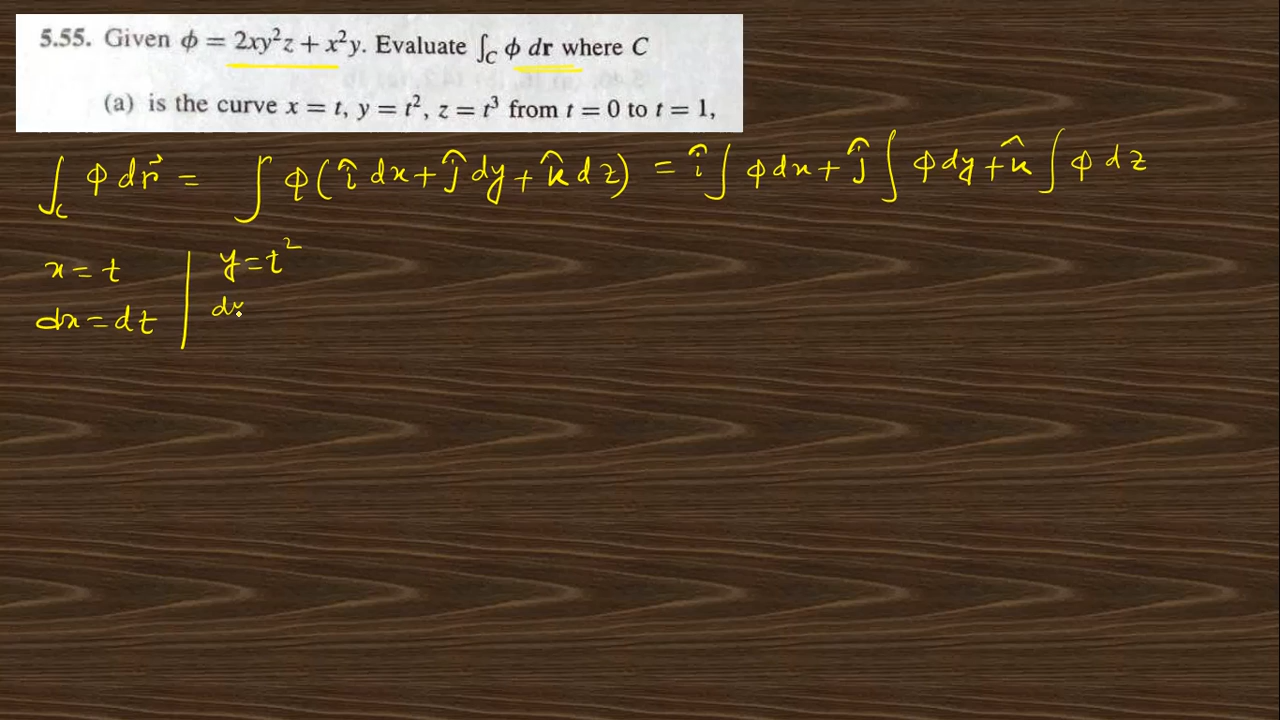 5.55. Given ϕ = 2xy²z + x²y. Evaluate ∫_C ϕ dr where C
(a) is the curve x = t, y = t², z = t³ from t = 0 to t = 1,
∫_c ϕ dr⃗ = ∫ ϕ(î dx + ĵ dy + k̂ dz) = î ∫ ϕ dx + ĵ ∫ ϕ dy + k̂ ∫ ϕ dz
x = t
dx = dt
y = t²
dy